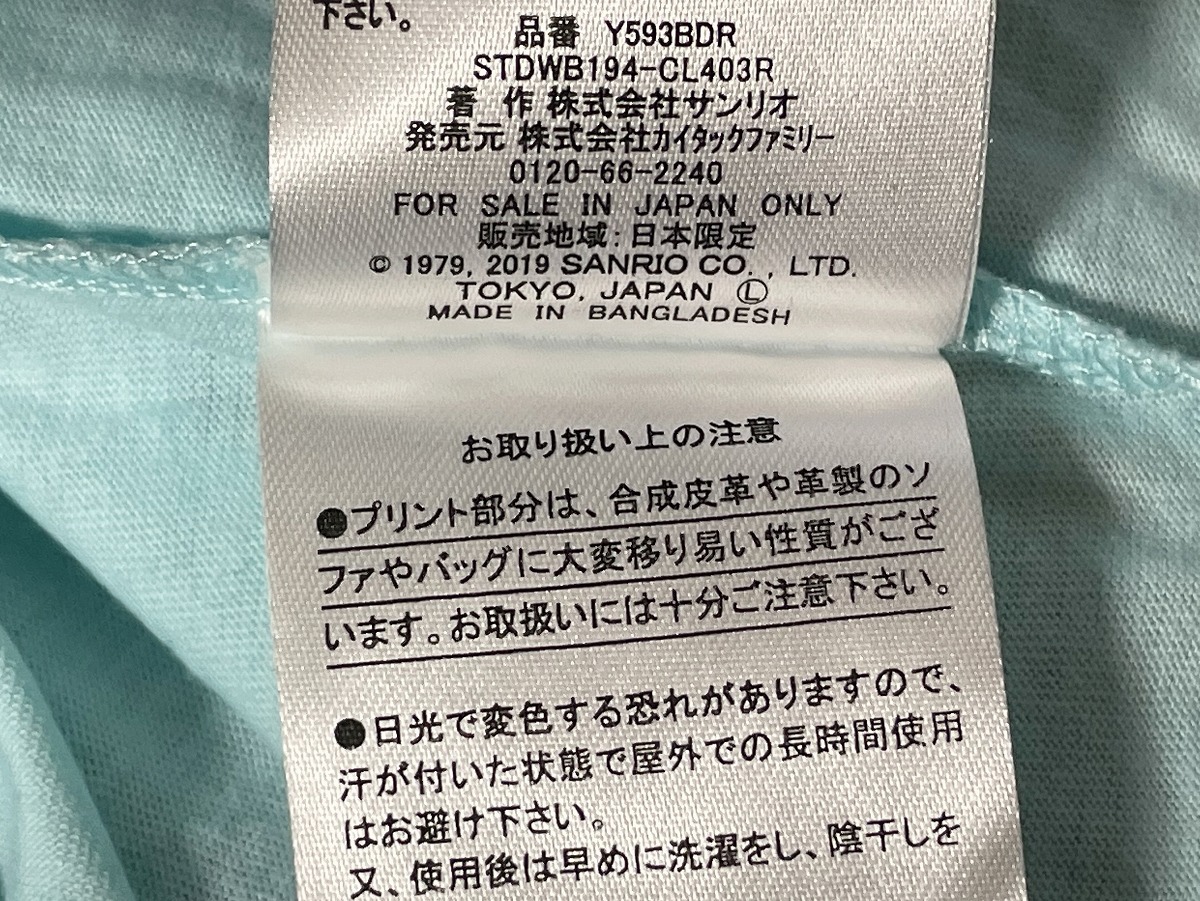 下さい。
品番 Y593BDR
STDWB194-CL403R
著 作 株式会社サンリオ
発売元 株式会社カイタックファミリー
0120-66-2240
FOR SALE IN JAPAN ONLY
販売地域：日本限定
© 1979, 2019 SANRIO CO. , LTD.
TOKYO, JAPAN Ⓛ
MADE IN BANGLADESH
お取り扱い上の注意
●プリント部分は、合成皮革や革製のソ
ファやバッグに大変移り易い性質がござ
います。お取扱いには十分ご注意下さい。
●日光で変色する恐れがありますので、
汗が付いた状態で屋外での長時間使用
はお避け下さい。
又、使用後は早めに洗濯をし、陰干しを